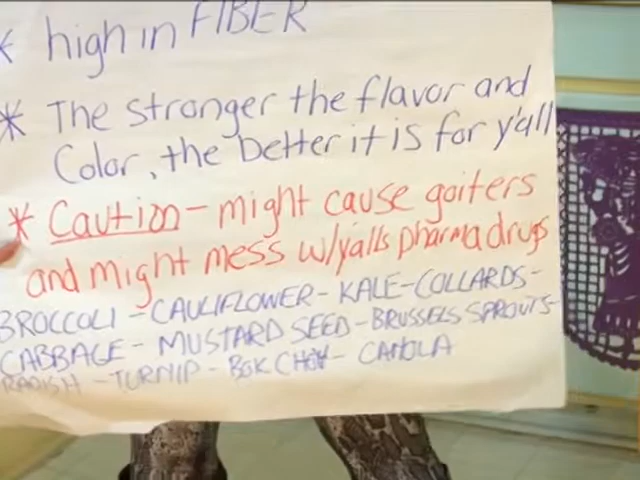 * high in FIBER
* The stronger the flavor and
Color, the better it is for y'all
* Caution - might cause goiters
and might mess w/yalls pharma drugs
BROCCOLI - CAULIFLOWER - KALE - COLLARDS -
CABBAGE - MUSTARD SEED - BRUSSELS SPROUTS -
RADISH - TURNIP - BOK CHOY - CANOLA